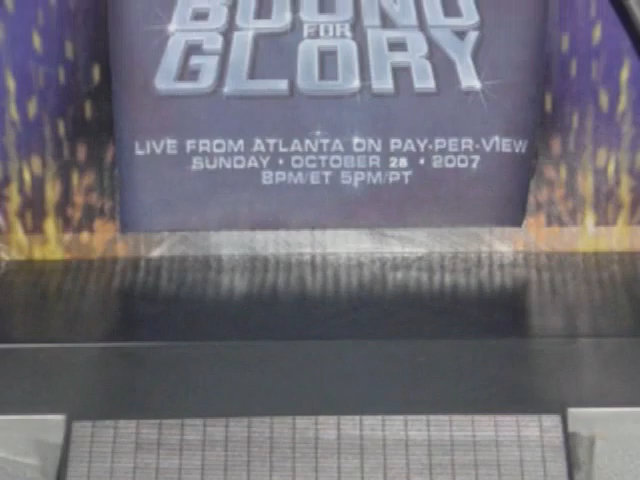 BOUND
FOR
GLORY
LIVE FROM ATLANTA ON PAY-PER-VIEW
SUNDAY • OCTOBER 28 • 2007
8PM/ET 5PM/PT